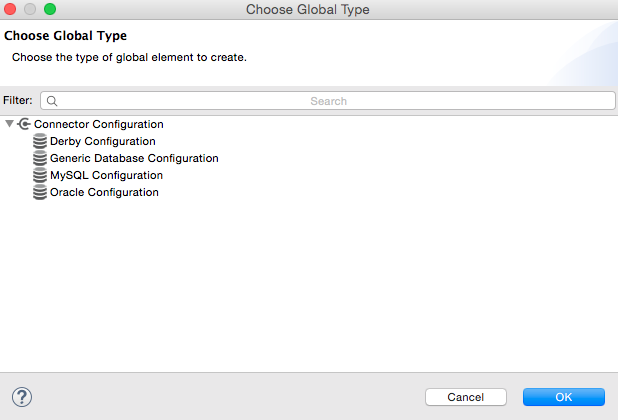 Choose Global Type
Choose Global Type
Choose the type of global element to create.
Filter: Search
Connector Configuration
Derby Configuration
Generic Database Configuration
MySQL Configuration
Oracle Configuration
? Cancel OK